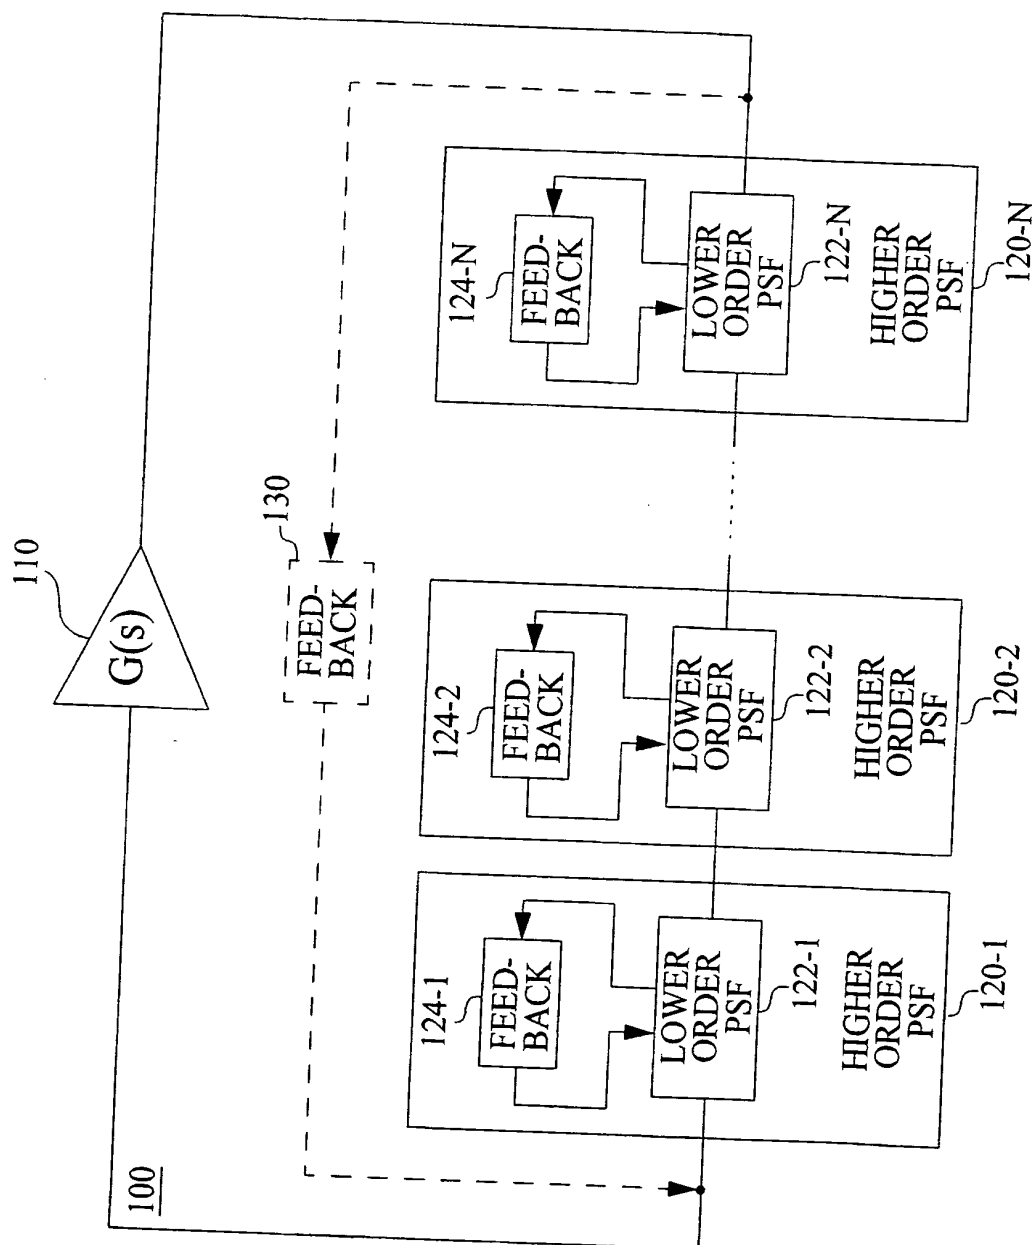 100
110
G(s)
130
FEED-
BACK
124-1
FEED-
BACK
LOWER
ORDER
PSF
122-1
HIGHER
ORDER
PSF
120-1
124-2
FEED-
BACK
LOWER
ORDER
PSF
122-2
HIGHER
ORDER
PSF
120-2
124-N
FEED-
BACK
LOWER
ORDER
PSF
122-N
HIGHER
ORDER
PSF
120-N